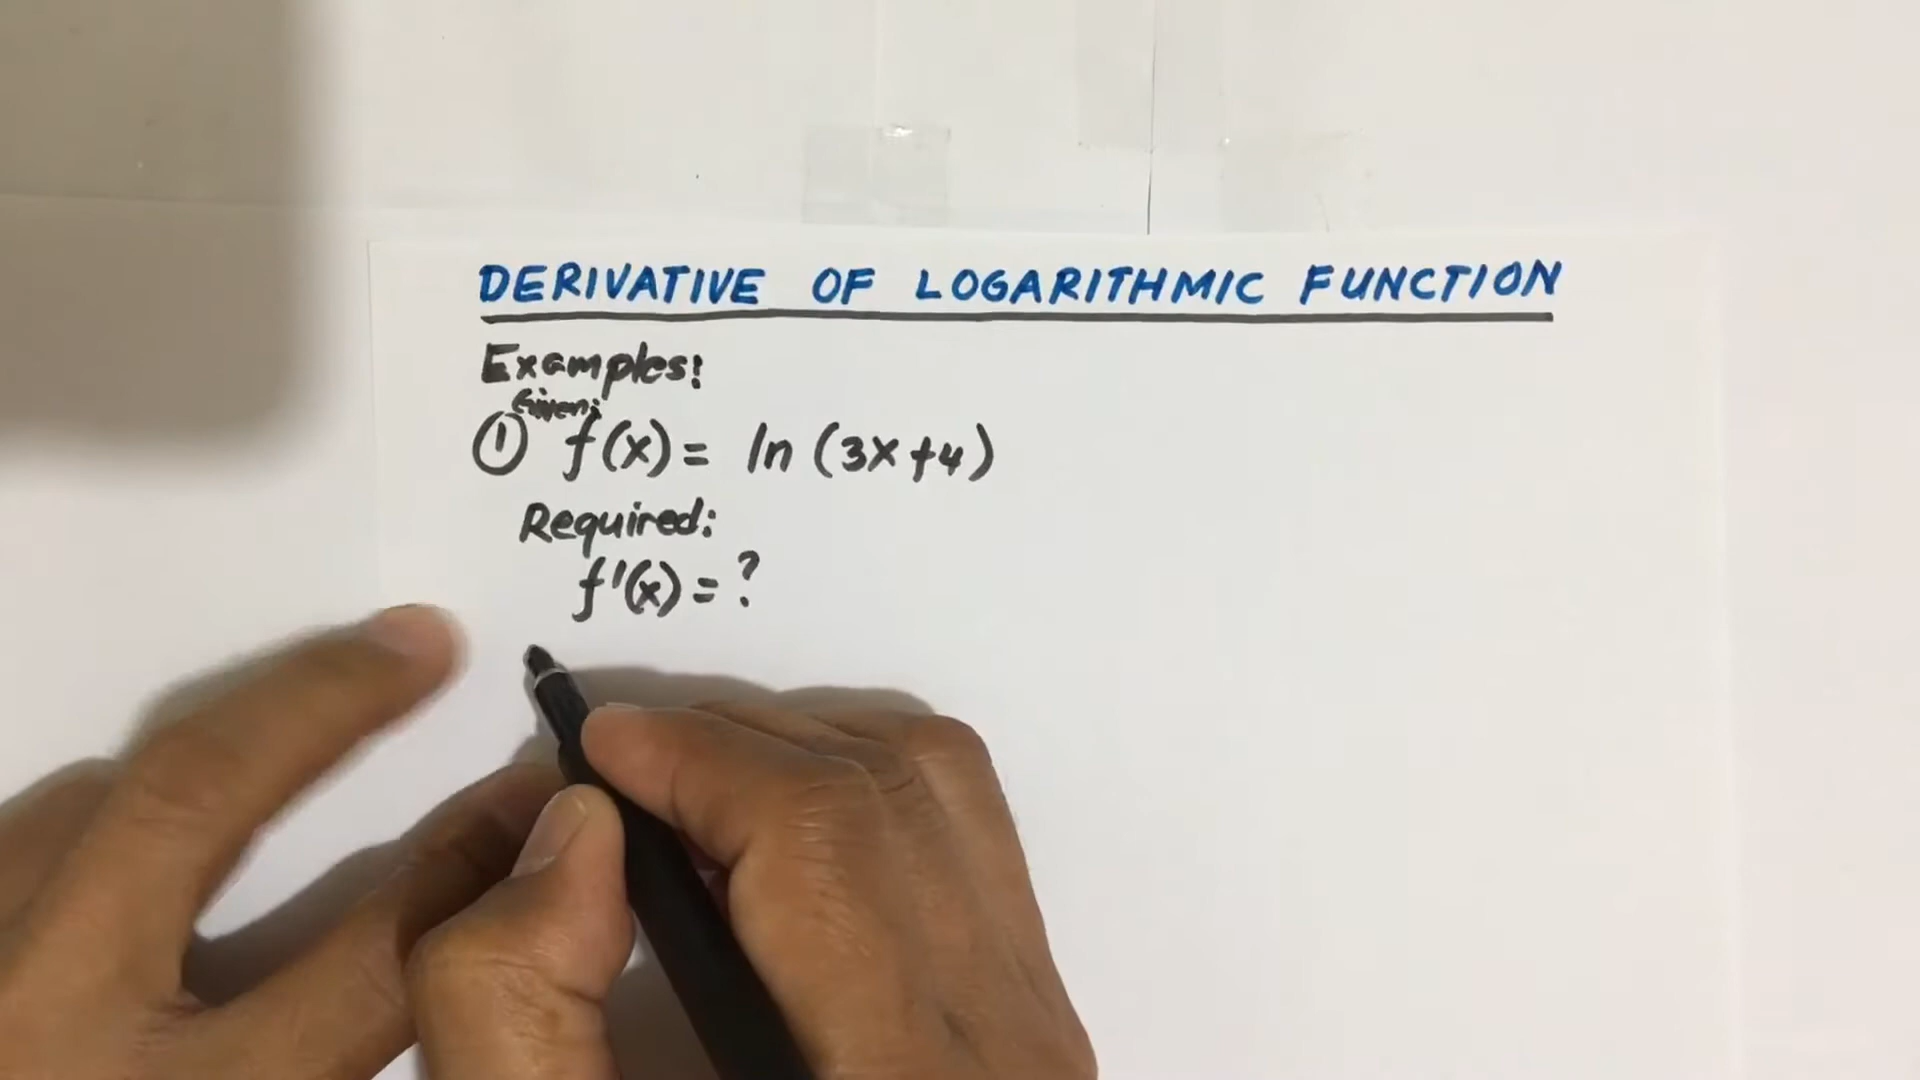 DERIVATIVE OF LOGARITHMIC FUNCTION
Examples:
Given:
① f(x) = ln (3x+4)
Required:
f'(x) = ?